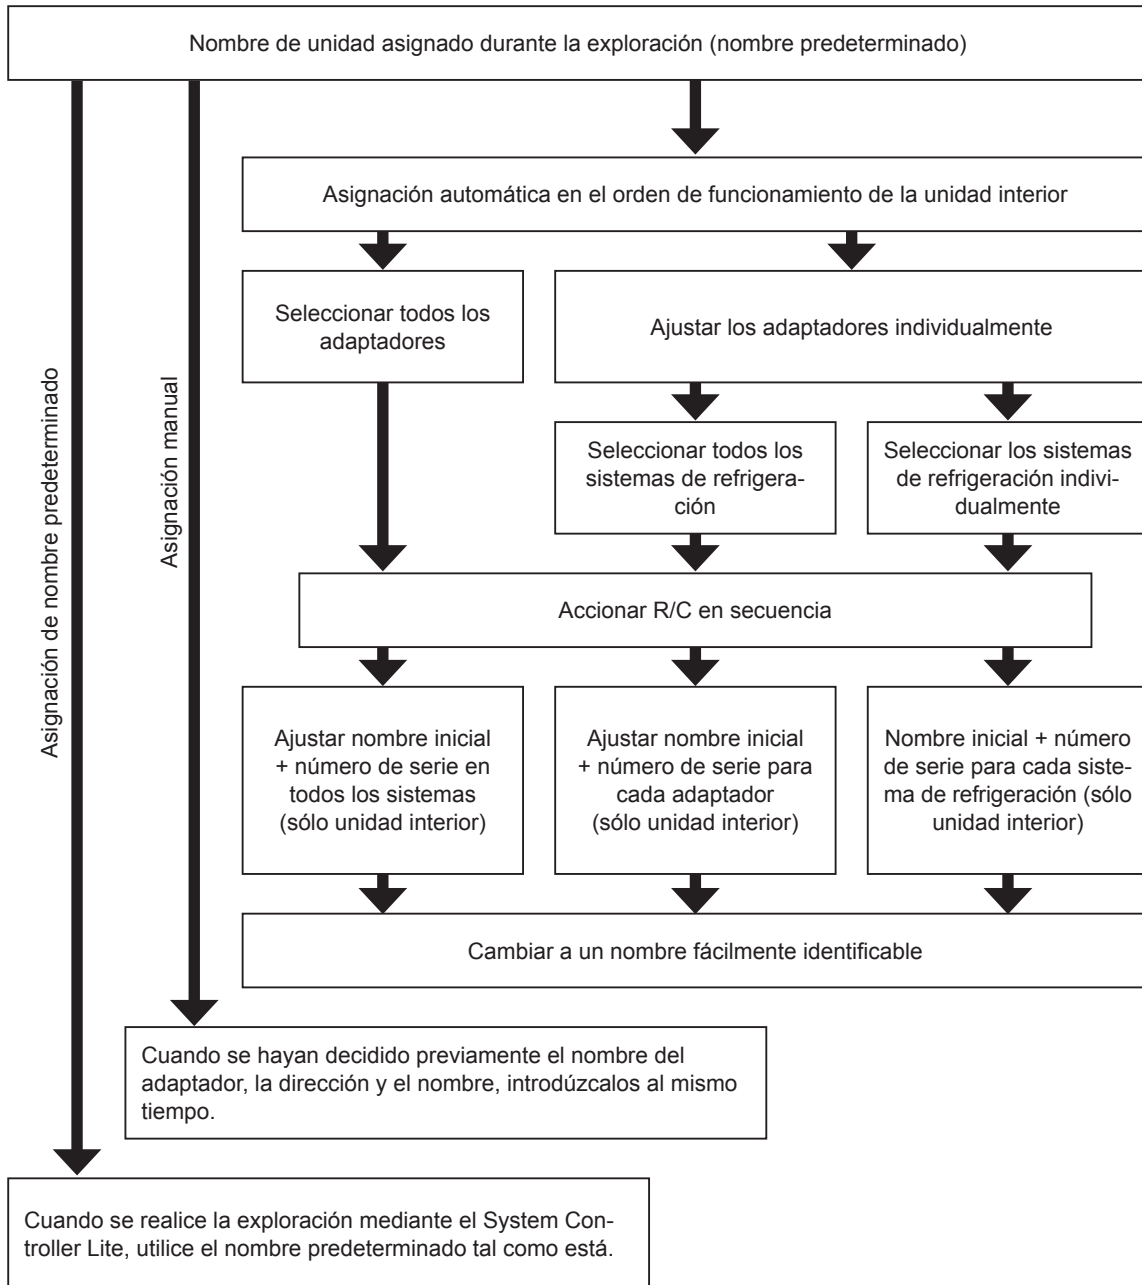 Nombre de unidad asignado durante la exploración (nombre predeterminado)
Asignación de nombre predeterminado
Asignación manual
Asignación automática en el orden de funcionamiento de la unidad interior
Seleccionar todos los
adaptadores
Ajustar los adaptadores individualmente
Seleccionar todos los
sistemas de refrigera-
ción
Seleccionar los sistemas
de refrigeración indivi-
dualmente
Accionar R/C en secuencia
Ajustar nombre inicial
+ número de serie en
todos los sistemas
(sólo unidad interior)
Ajustar nombre inicial
+ número de serie para
cada adaptador
(sólo unidad interior)
Nombre inicial + número
de serie para cada siste-
ma de refrigeración (sólo
unidad interior)
Cambiar a un nombre fácilmente identificable
Cuando se hayan decidido previamente el nombre del
adaptador, la dirección y el nombre, introdúzcalos al mismo
tiempo.
Cuando se realice la exploración mediante el System Con-
troller Lite, utilice el nombre predeterminado tal como está.